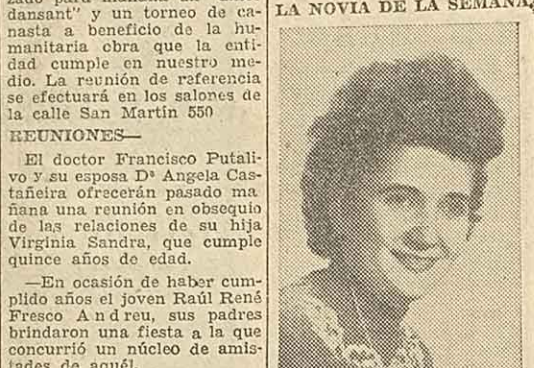 dansant" y un torneo de ca-
nasta a beneficio de la hu-
manitaria obra que la enti-
dad cumple en nuestro me-
dio. La reunión de referencia
se efectuará en los salones de
la calle San Martín 550
REUNIONES—
El doctor Francisco Putali-
vo y su esposa Dª Angela Cas-
tañeira ofrecerán pasado ma
ñana una reunión en obsequio
de las relaciones de su hija
Virginia Sandra, que cumple
quince años de edad.
—En ocasión de haber cum-
plido años el joven Raúl René
Fresco Andreu, sus padres
brindaron una fiesta a la que
concurrió un núcleo de amis-
tades de aquél.
LA NOVIA DE LA SEMANA